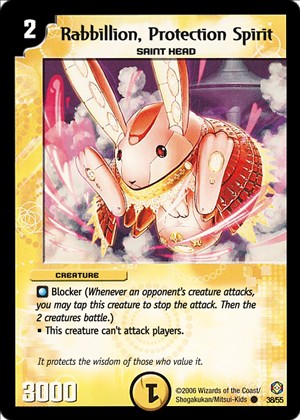 2 Rabbillion, Protection Spirit
SAINT HEAD
CREATURE
Blocker (Whenever an opponent's creature attacks,
you may tap this creature to stop the attack. Then the
2 creatures battle.)
■ This creature can't attack players.
It protects the wisdom of those who value it.
3000
1
©2006 Wizards of the Coast/
Shogakukan/Mitsui-Kids ● 38/55